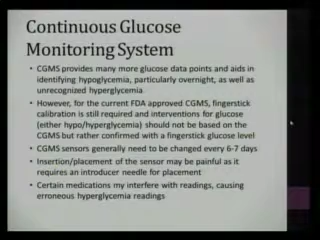 Continuous Glucose
Monitoring System
• CGMS provides many more glucose data points and aids in
identifying hypoglycemia, particularly overnight, as well as
unrecognized hyperglycemia
• However, for the current FDA approved CGMS, fingerstick
calibration is still required and interventions for glucose
(either hypo/hyperglycemia) should not be based on the
CGMS but rather confirmed with a fingerstick glucose level
• CGMS sensors generally need to be changed every 6-7 days
• Insertion/placement of the sensor may be painful as it
requires an introducer needle for placement
• Certain medications my interfere with readings, causing
erroneous hyperglycemia readings